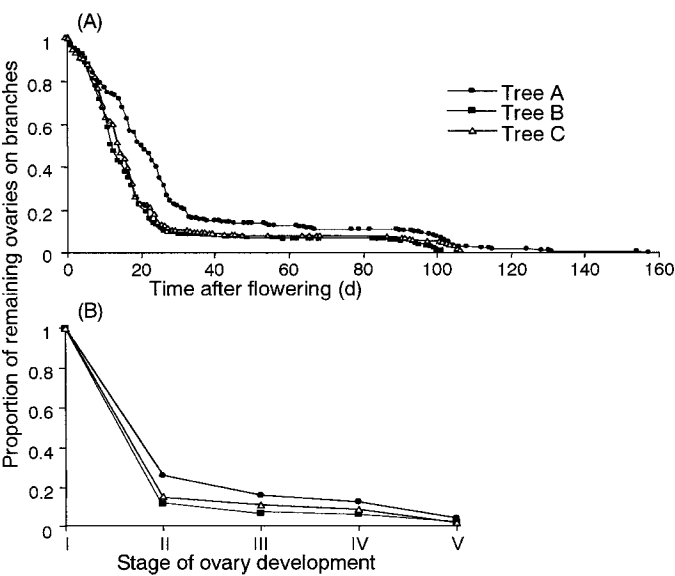 (A)
Proportion of remaining ovaries on branches
1
0.8
0.6
0.4
0.2
0
Tree A
Tree B
Tree C
0 20 40 60 80 100 120 140 160
Time after flowering (d)
(B)
1
0.8
0.6
0.4
0.2
0
I II III IV V
Stage of ovary development